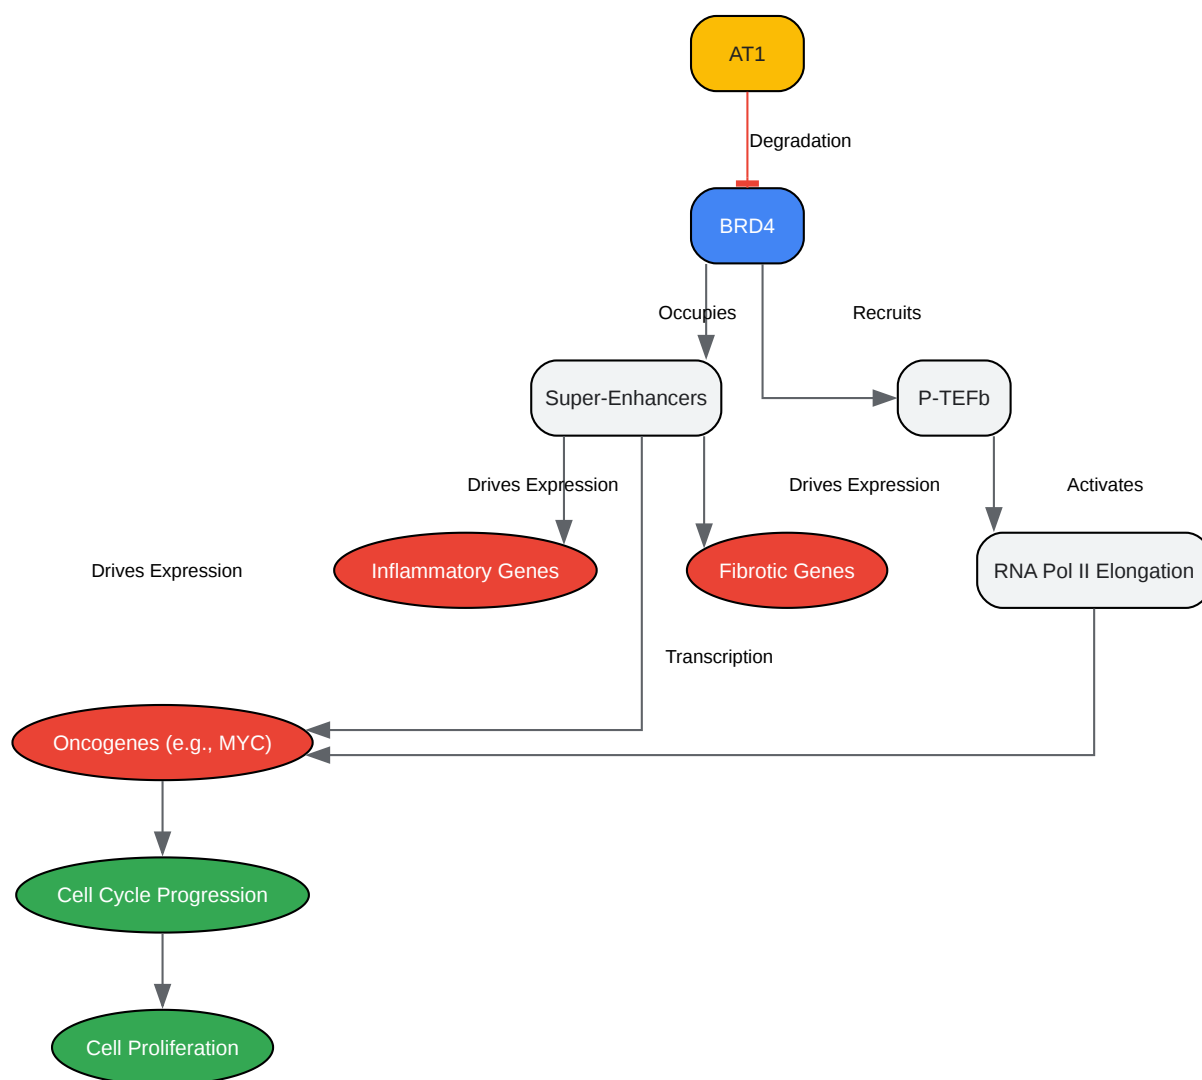 AT1
Degradation
BRD4
Occupies
Recruits
Super-Enhancers
P-TEFb
Drives Expression
Drives Expression
Activates
Drives Expression
Inflammatory Genes
Fibrotic Genes
RNA Pol II Elongation
Transcription
Oncogenes (e.g., MYC)
Cell Cycle Progression
Cell Proliferation